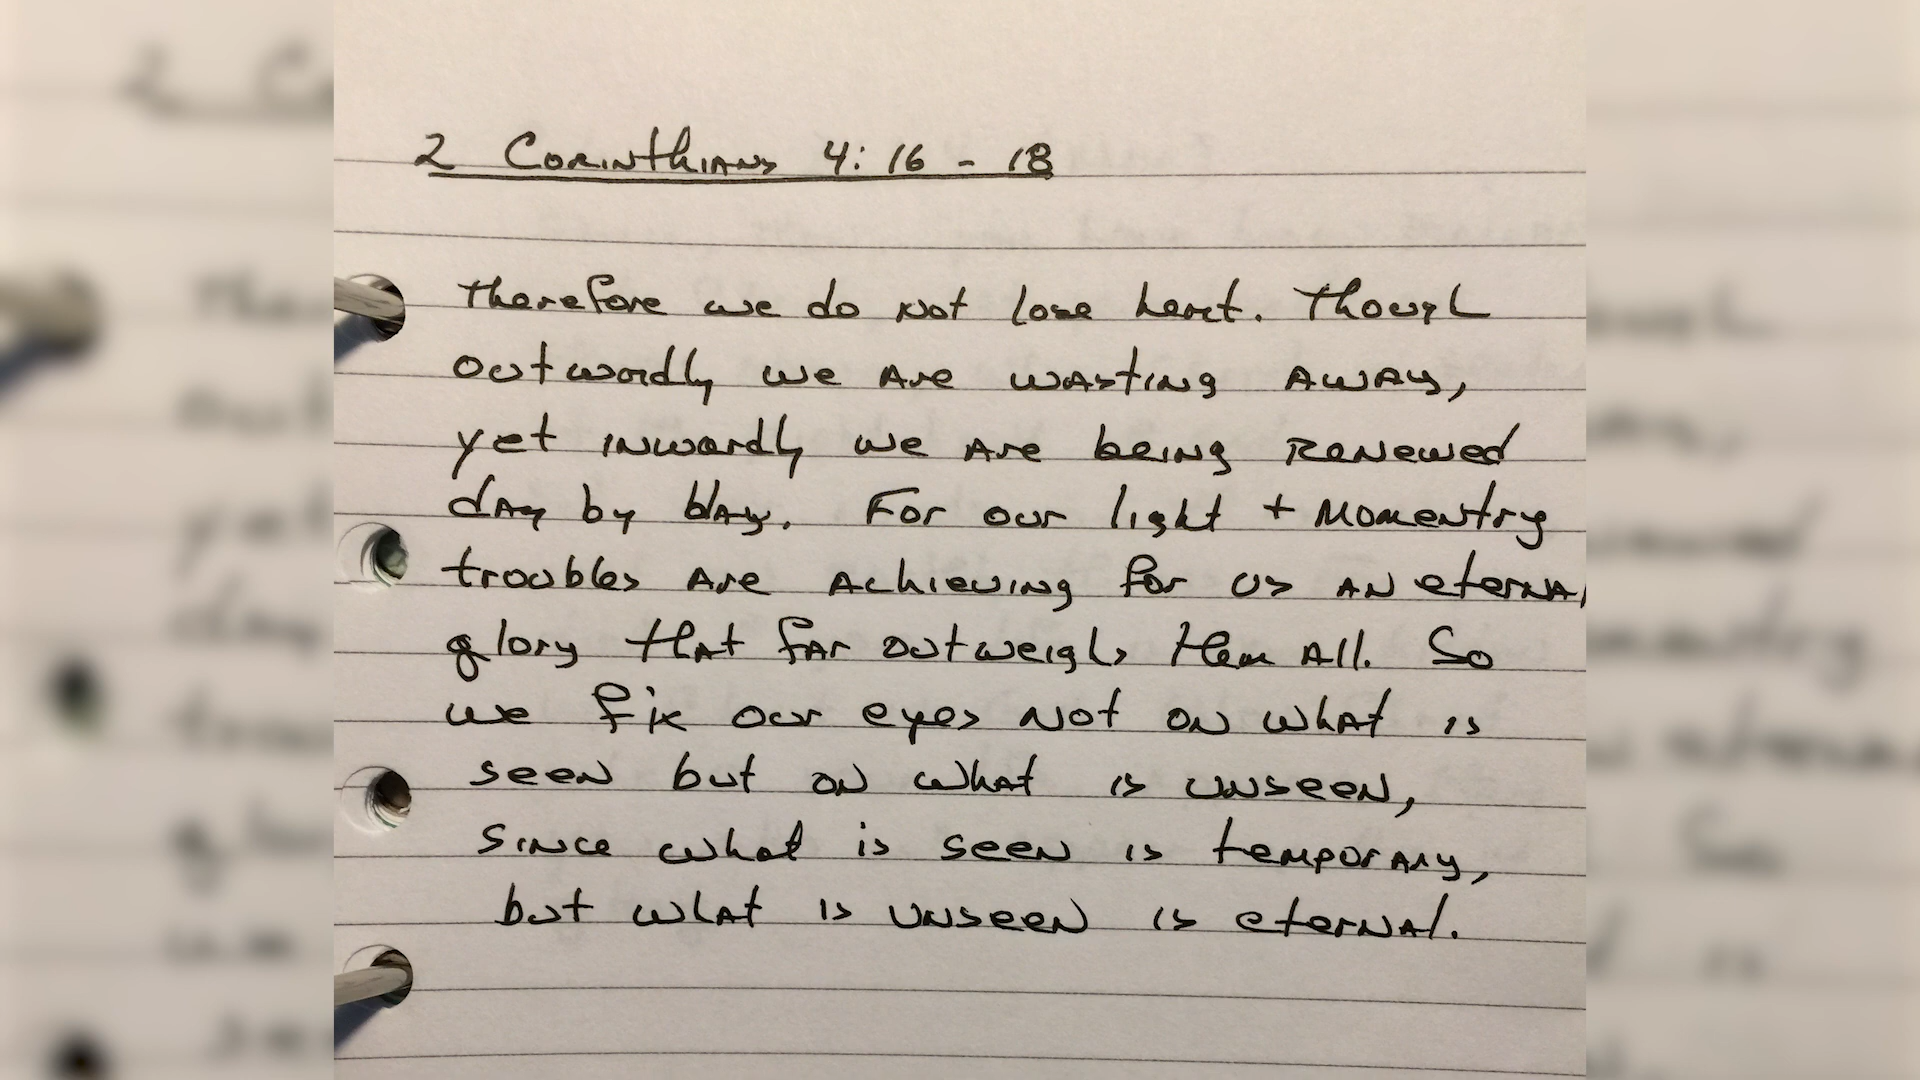 2 Corinthians 4:16-18
Therefore we do not lose heart. Though
outwardly we are wasting away,
yet inwardly we are being renewed
day by day. For our light + momentry
troubles are achieving for us an eternal
glory that far outweighs them all. So
we fix our eyes not on what is
seen but on what is unseen,
since what is seen is temporary,
but what is unseen is eternal.